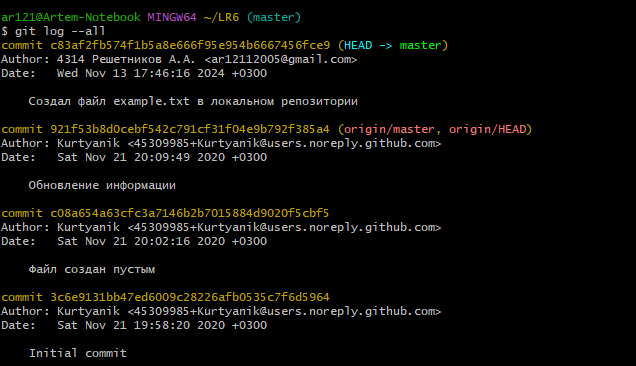 ar121@Artem-Notebook MINGW64 ~/LR6 (master)
$ git log --all
commit c83af2fb574f1b5a8e666f95e954b6667456fce9 (HEAD -> master)
Author: 4314 Решетников А.А. <ar12112005@gmail.com>
Date:   Wed Nov 13 17:46:16 2024 +0300
Создал файл example.txt в локальном репозитории
commit 921f53b8d0cebf542c791cf31f04e9b792f385a4 (origin/master, origin/HEAD)
Author: Kurtyanik <45309985+Kurtyanik@users.noreply.github.com>
Date:   Sat Nov 21 20:09:49 2020 +0300
Обновление информации
commit c08a654a63cfc3a7146b2b7015884d9020f5cbf5
Author: Kurtyanik <45309985+Kurtyanik@users.noreply.github.com>
Date:   Sat Nov 21 20:02:16 2020 +0300
Файл создан пустым
commit 3c6e9131bb47ed6009c28226afb0535c7f6d5964
Author: Kurtyanik <45309985+Kurtyanik@users.noreply.github.com>
Date:   Sat Nov 21 19:58:20 2020 +0300
Initial commit